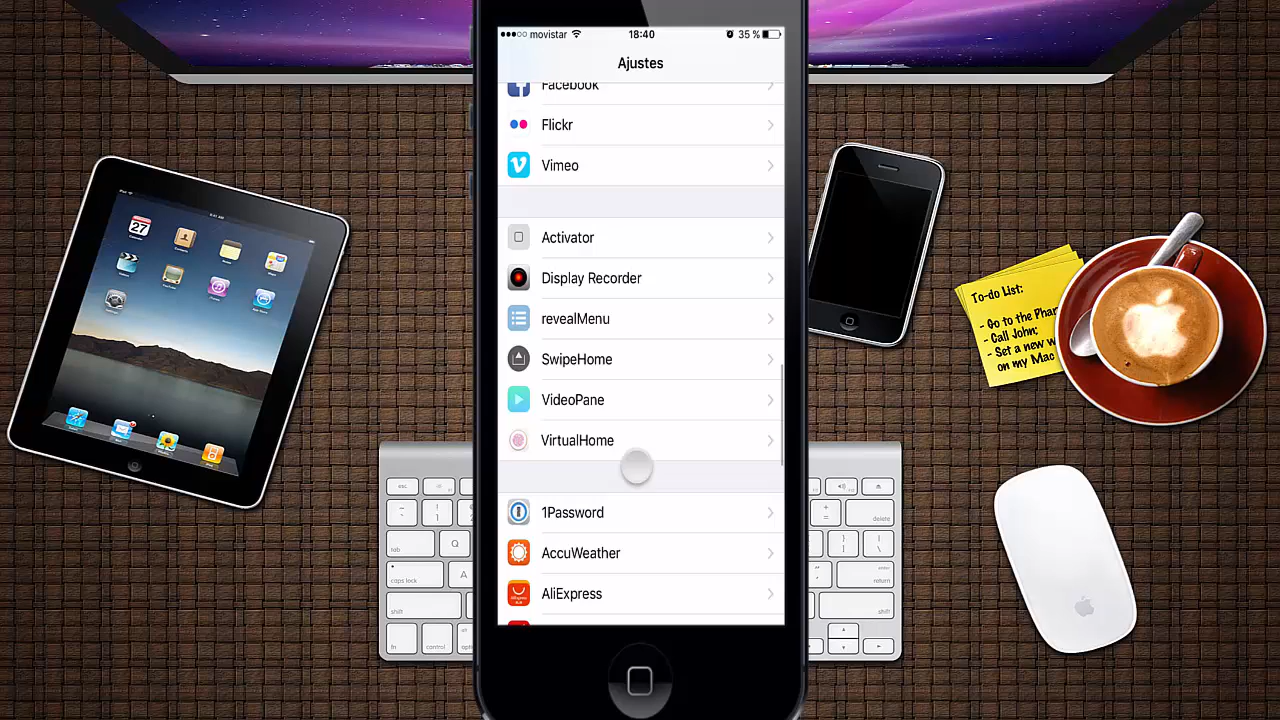 movistar 18:40 35 %
Ajustes
Facebook
Flickr
Vimeo
Activator
Display Recorder
revealMenu
SwipeHome
VideoPane
VirtualHome
1Password
AccuWeather
AliExpress
To-do List:
- Go to the Phar
- Call John;
- Set a new w
on my Mac
27
esc
delete
tab
Q
caps lock
A
return
shift
shift
fn
control